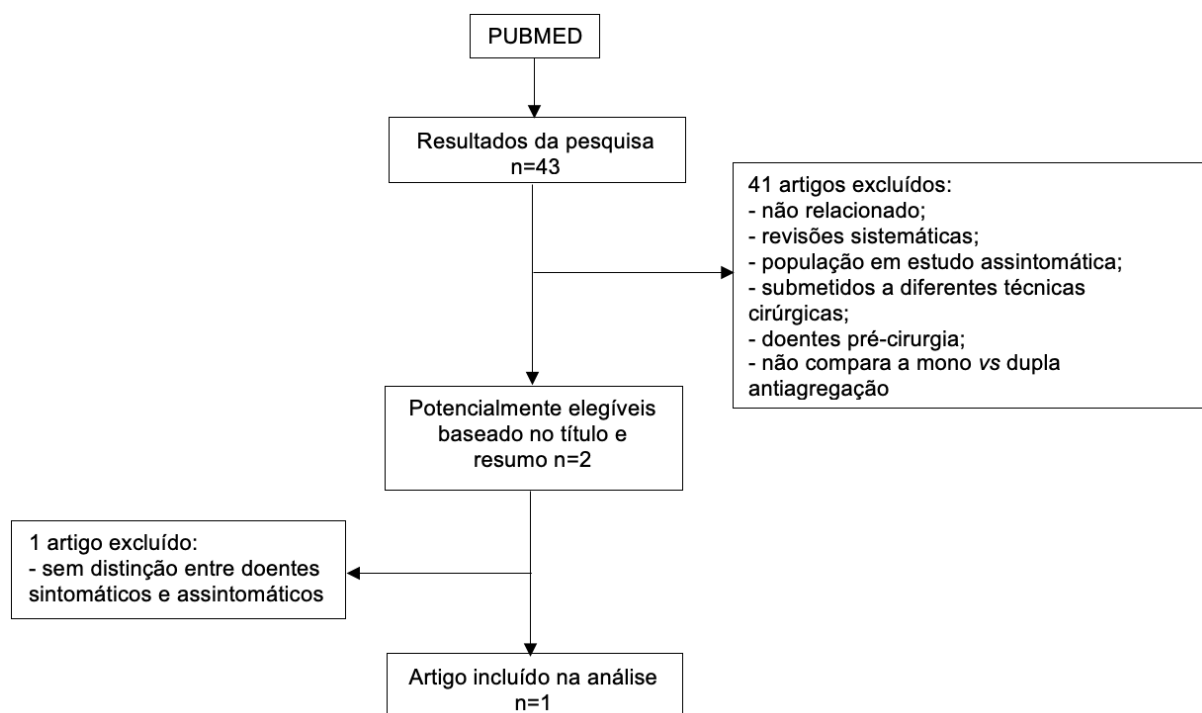 PUBMED
Resultados da pesquisa
n=43
41 artigos excluídos:
- não relacionado;
- revisões sistemáticas;
- população em estudo assintomática;
- submetidos a diferentes técnicas
cirúrgicas;
- doentes pré-cirurgia;
- não compara a mono vs dupla
antiagregação
Potencialmente elegíveis
baseado no título e
resumo n=2
1 artigo excluído:
- sem distinção entre doentes
sintomáticos e assintomáticos
Artigo incluído na análise
n=1